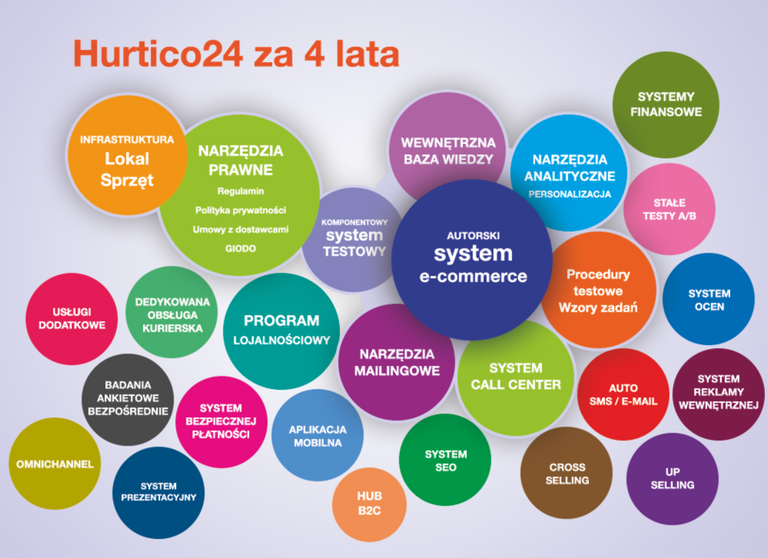 Hurtico24 za 4 lata
INFRASTRUKTURA
Lokal
Sprzęt
NARZĘDZIA
PRAWNE
Regulamin
Polityka prywatności
Umowy z dostawcami
GIODO
KOMPONENTOWY
system
TESTOWY
WEWNĘTRZNA
BAZA WIEDZY
NARZĘDZIA
ANALITYCZNE
PERSONALIZACJA
SYSTEMY
FINANSOWE
STAŁE
TESTY A/B
AUTORSKI
system
e-commerce
Procedury
testowe
Wzory zadań
SYSTEM
OCEN
USŁUGI
DODATKOWE
DEDYKOWANA
OBSŁUGA
KURIERSKA
PROGRAM
LOJALNOŚCIOWY
NARZĘDZIA
MAILINGOWE
SYSTEM
CALL CENTER
AUTO
SMS / E-MAIL
SYSTEM
REKLAMY
WEWNĘTRZNEJ
BADANIA
ANKIETOWE
BEZPOŚREDNIE
SYSTEM
BEZPIECZNEJ
PŁATNOŚCI
APLIKACJA
MOBILNA
SYSTEM
SEO
CROSS
SELLING
UP
SELLING
OMNICHANNEL
SYSTEM
PREZENTACYJNY
HUB
B2C